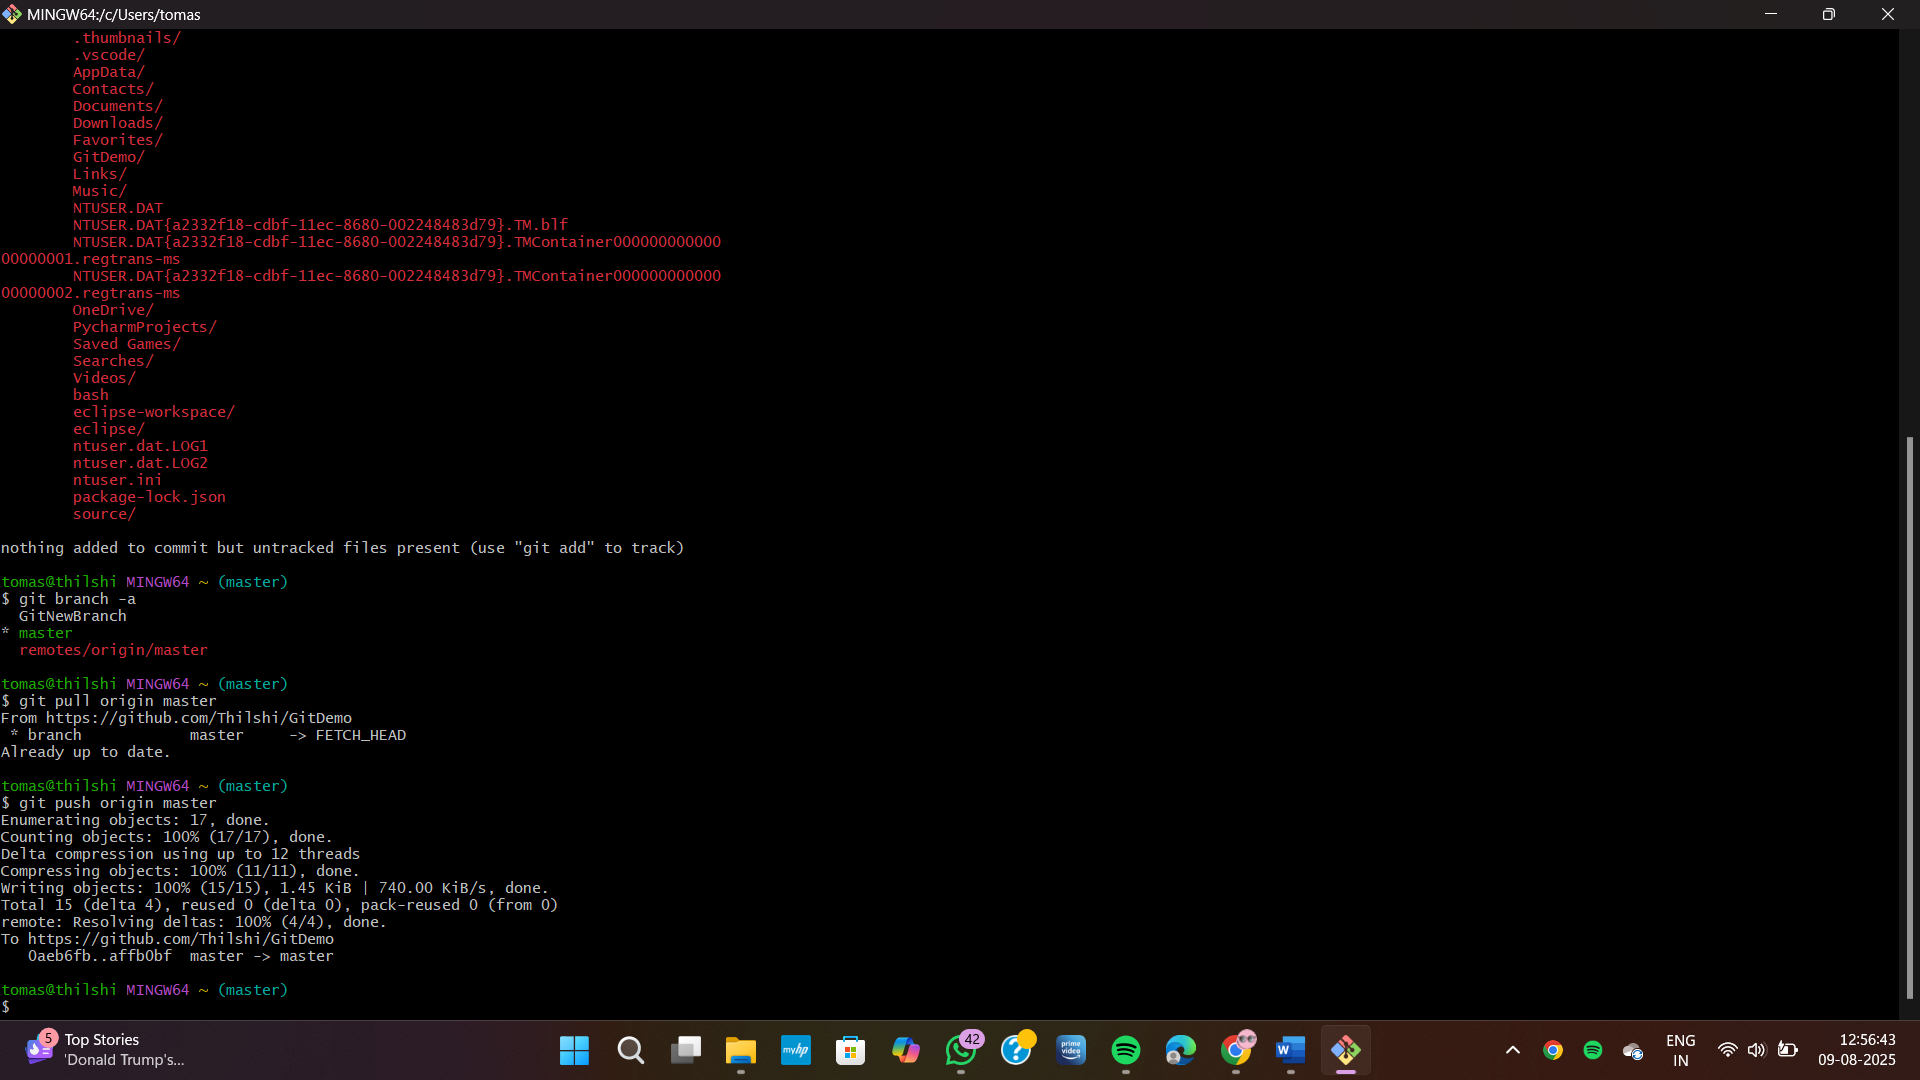 MINGW64:/c/Users/tomas
.thumbnails/
.vscode/
AppData/
Contacts/
Documents/
Downloads/
Favorites/
GitDemo/
Links/
Music/
NTUSER.DAT
NTUSER.DAT{a2332f18-cdbf-11ec-8680-002248483d79}.TM.blf
NTUSER.DAT{a2332f18-cdbf-11ec-8680-002248483d79}.TMContainer000000000000
00000001.regtrans-ms
NTUSER.DAT{a2332f18-cdbf-11ec-8680-002248483d79}.TMContainer000000000000
00000002.regtrans-ms
OneDrive/
PycharmProjects/
Saved Games/
Searches/
Videos/
bash
eclipse-workspace/
eclipse/
ntuser.dat.LOG1
ntuser.dat.LOG2
ntuser.ini
package-lock.json
source/
nothing added to commit but untracked files present (use "git add" to track)
tomas@thilshi MINGW64 ~ (master)
$ git branch -a
GitNewBranch
* master
remotes/origin/master
tomas@thilshi MINGW64 ~ (master)
$ git pull origin master
From https://github.com/Thilshi/GitDemo
* branch master -> FETCH_HEAD
Already up to date.
tomas@thilshi MINGW64 ~ (master)
$ git push origin master
Enumerating objects: 17, done.
Counting objects: 100% (17/17), done.
Delta compression using up to 12 threads
Compressing objects: 100% (11/11), done.
Writing objects: 100% (15/15), 1.45 KiB | 740.00 KiB/s, done.
Total 15 (delta 4), reused 0 (delta 0), pack-reused 0 (from 0)
remote: Resolving deltas: 100% (4/4), done.
To https://github.com/Thilshi/GitDemo
0aeb6fb..affb0bf master -> master
tomas@thilshi MINGW64 ~ (master)
$
5
Top Stories
'Donald Trump's...
myhp
42
prime video
W
ENG
IN
12:56:43
09-08-2025